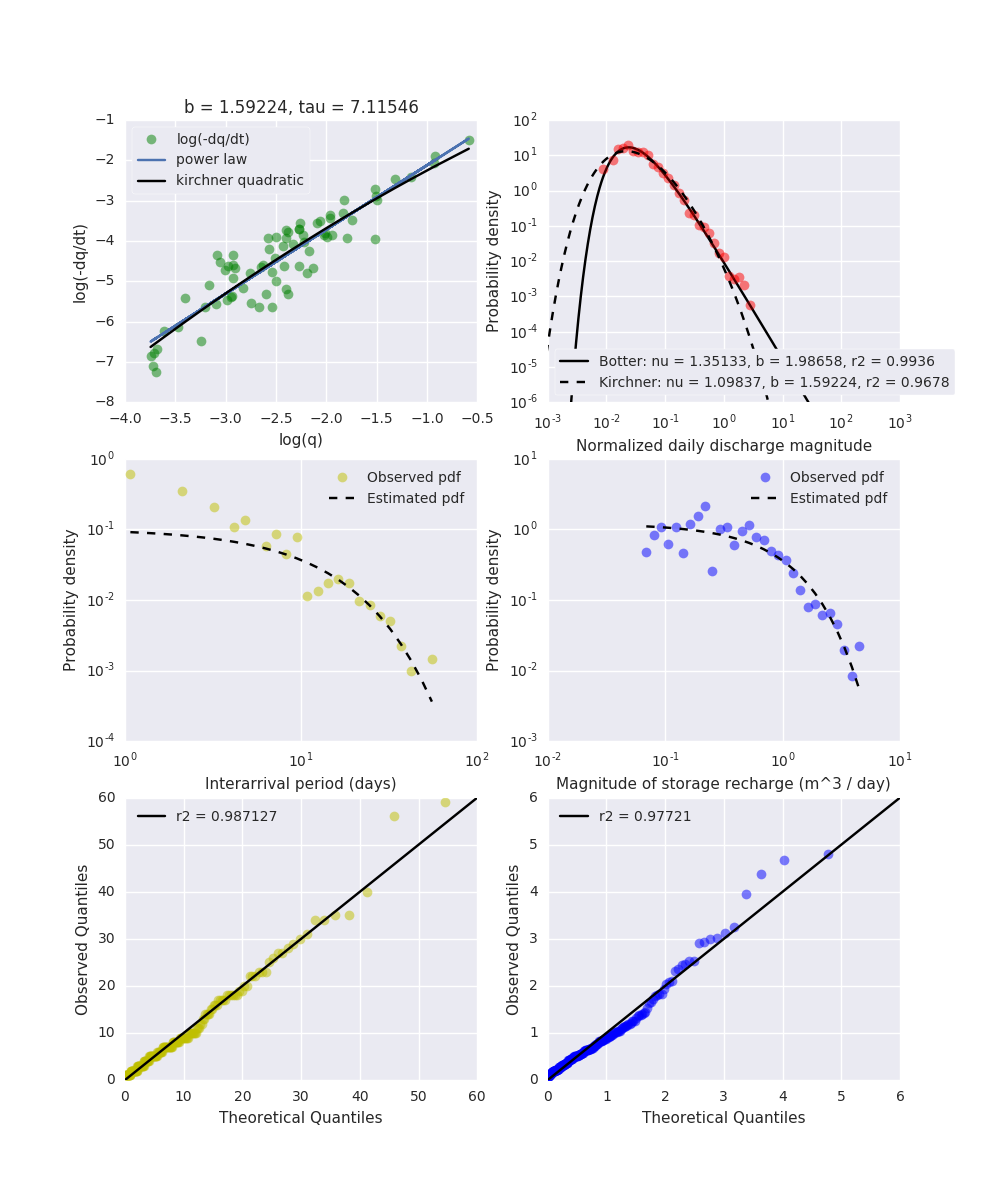 b = 1.59224, tau = 7.11546
−1
−2
−3
−4
−5
−6
−7
−8
log(-dq/dt)
log(-dq/dt)
power law
kirchner quadratic
−4.0 −3.5 −3.0 −2.5 −2.0 −1.5 −1.0 −0.5
log(q)
10^2
10^1
10^0
10^-1
10^-2
10^-3
10^-4
10^-5
10^-6
Probability density
Botter: nu = 1.35133, b = 1.98658, r2 = 0.9936
Kirchner: nu = 1.09837, b = 1.59224, r2 = 0.9678
10^-3 10^-2 10^-1 10^0 10^1 10^2 10^3
Normalized daily discharge magnitude
10^0
10^-1
10^-2
10^-3
10^-4
Probability density
Observed pdf
Estimated pdf
10^0 10^1 10^2
Interarrival period (days)
10^1
10^0
10^-1
10^-2
10^-3
Probability density
Observed pdf
Estimated pdf
10^-2 10^-1 10^0 10^1
Magnitude of storage recharge (m^3 / day)
60
50
40
30
20
10
0
Observed Quantiles
r2 = 0.987127
0 10 20 30 40 50 60
Theoretical Quantiles
6
5
4
3
2
1
0
Observed Quantiles
r2 = 0.97721
0 1 2 3 4 5 6
Theoretical Quantiles